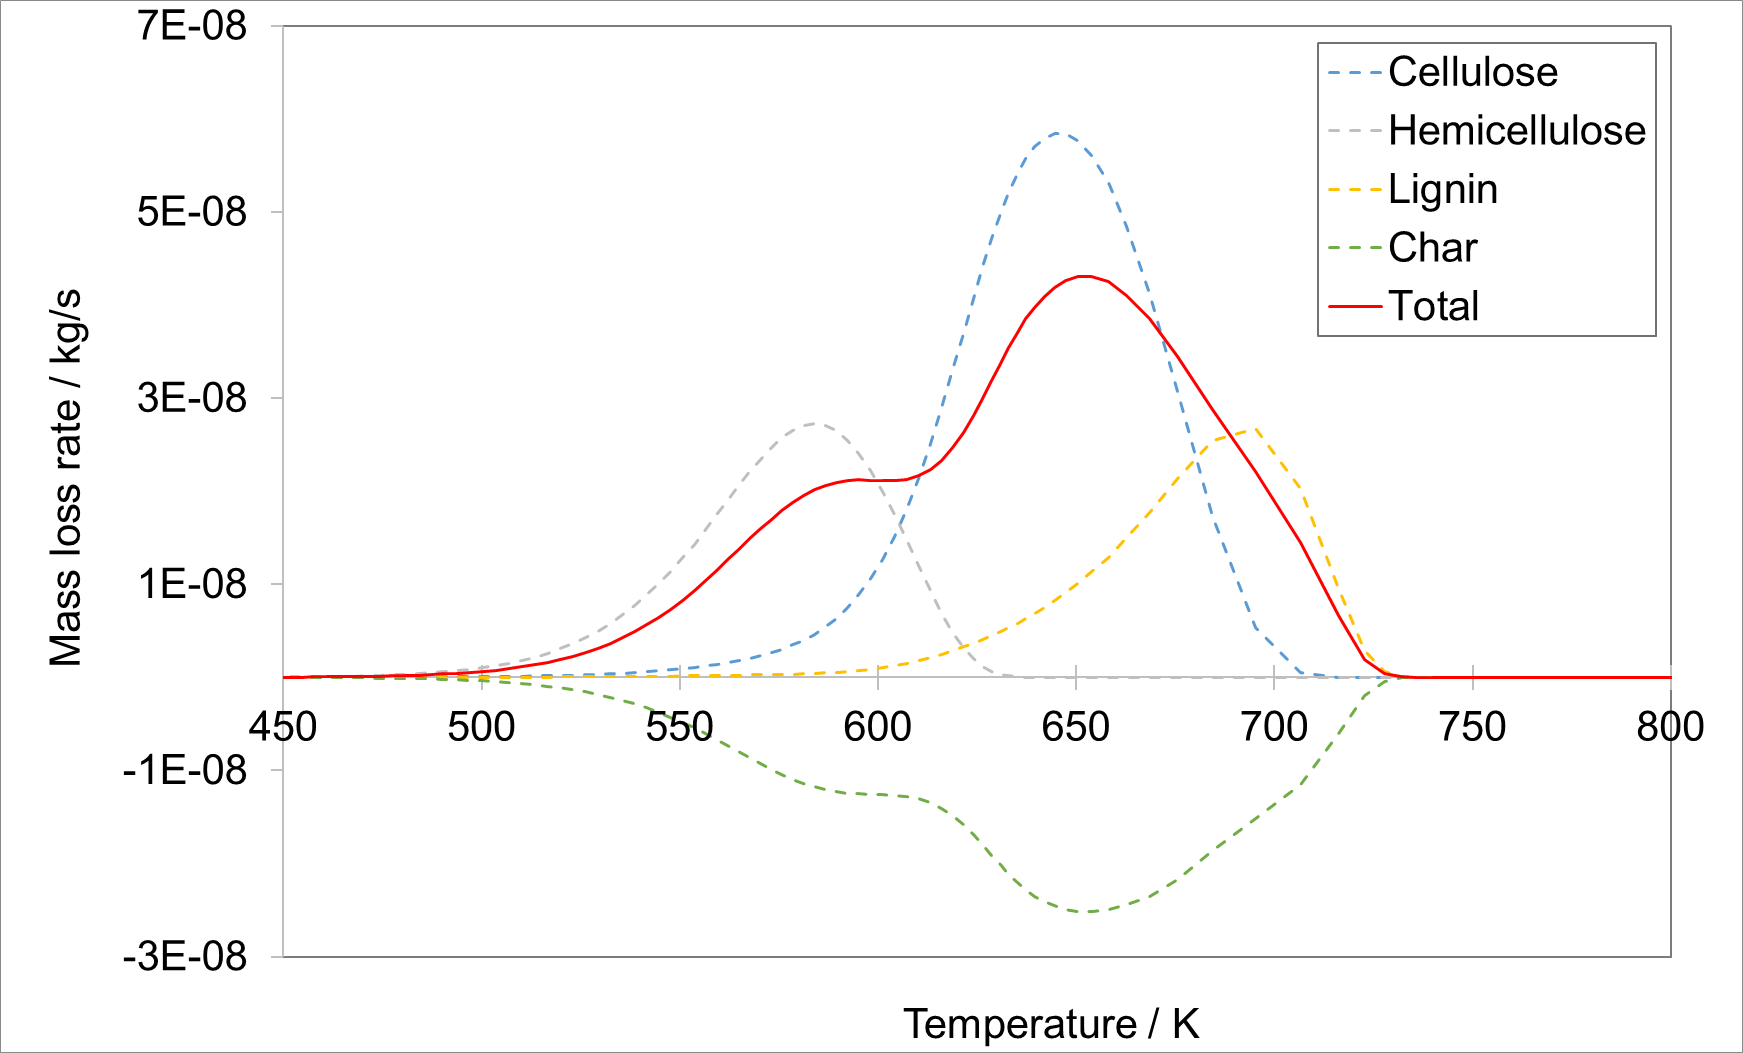 7E-08
5E-08
3E-08
1E-08
-1E-08
-3E-08
Mass loss rate / kg/s
Cellulose
Hemicellulose
Lignin
Char
Total
450 500 550 600 650 700 750 800
Temperature / K